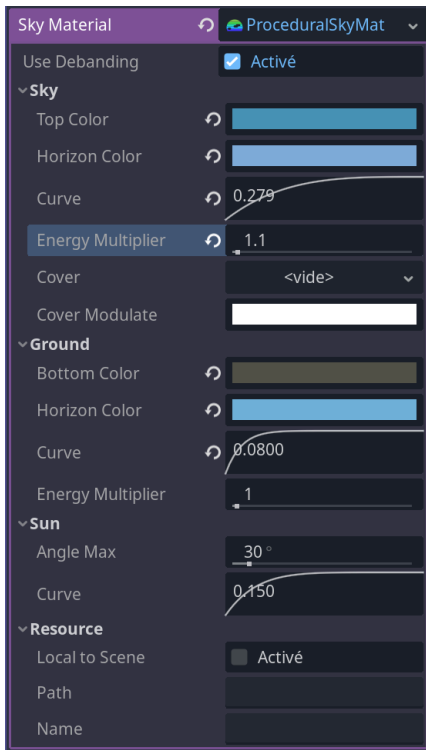 Sky Material ProceduralSkyMat
Use Debanding Activé
Sky
Top Color
Horizon Color
Curve 0.279
Energy Multiplier 1.1
Cover <vide>
Cover Modulate
Ground
Bottom Color
Horizon Color
Curve 0.0800
Energy Multiplier 1
Sun
Angle Max 30 °
Curve 0.150
Resource
Local to Scene Activé
Path
Name